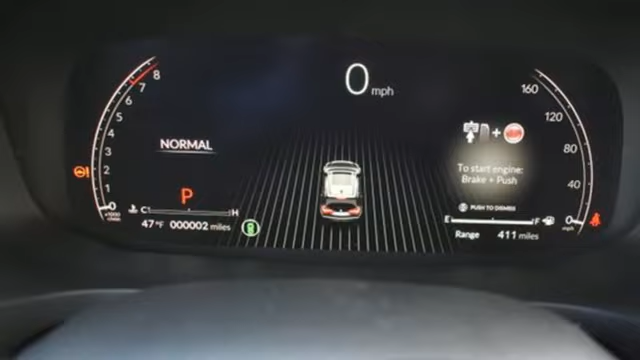 0 mph
8
7
6
5
4
3
2
1
0
x1000
r/min
NORMAL
P
C H
47°F 000002 miles
160
120
80
40
0
mph
+
To start engine:
Brake + Push
PUSH TO DISMISS
E F
Range 411 miles